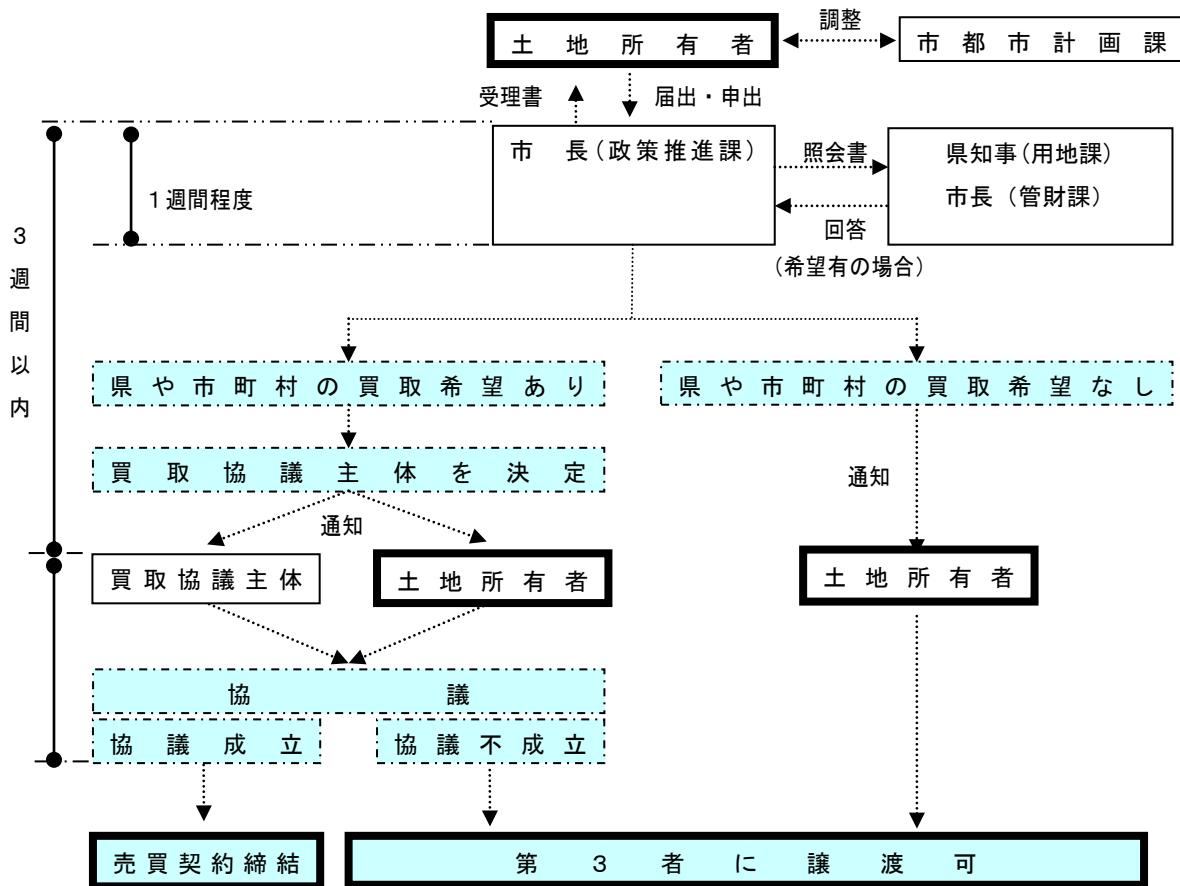 調整
土地所有者
市都市計画課
受理書
届出・申出
市長(政策推進課)
照会書
県知事(用地課)
市長(管財課)
回答
(希望有の場合)
1週間程度
3週間以内
県や市町村の買取希望あり
県や市町村の買取希望なし
買取協議主体を決定
通知
通知
買取協議主体
土地所有者
土地所有者
協議
協議成立
協議不成立
売買契約締結
第3者に譲渡可